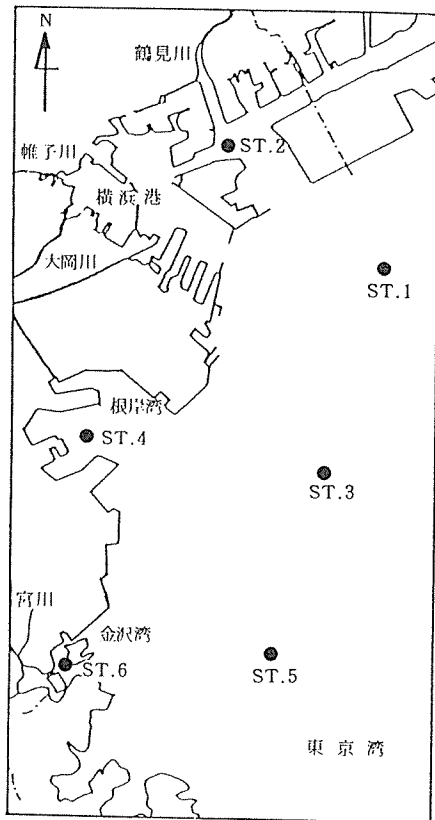 N
鶴見川
ST.2
帷子川
横浜港
大岡川
ST.1
根岸湾
ST.4
ST.3
宮川
金沢湾
ST.6
ST.5
東京湾